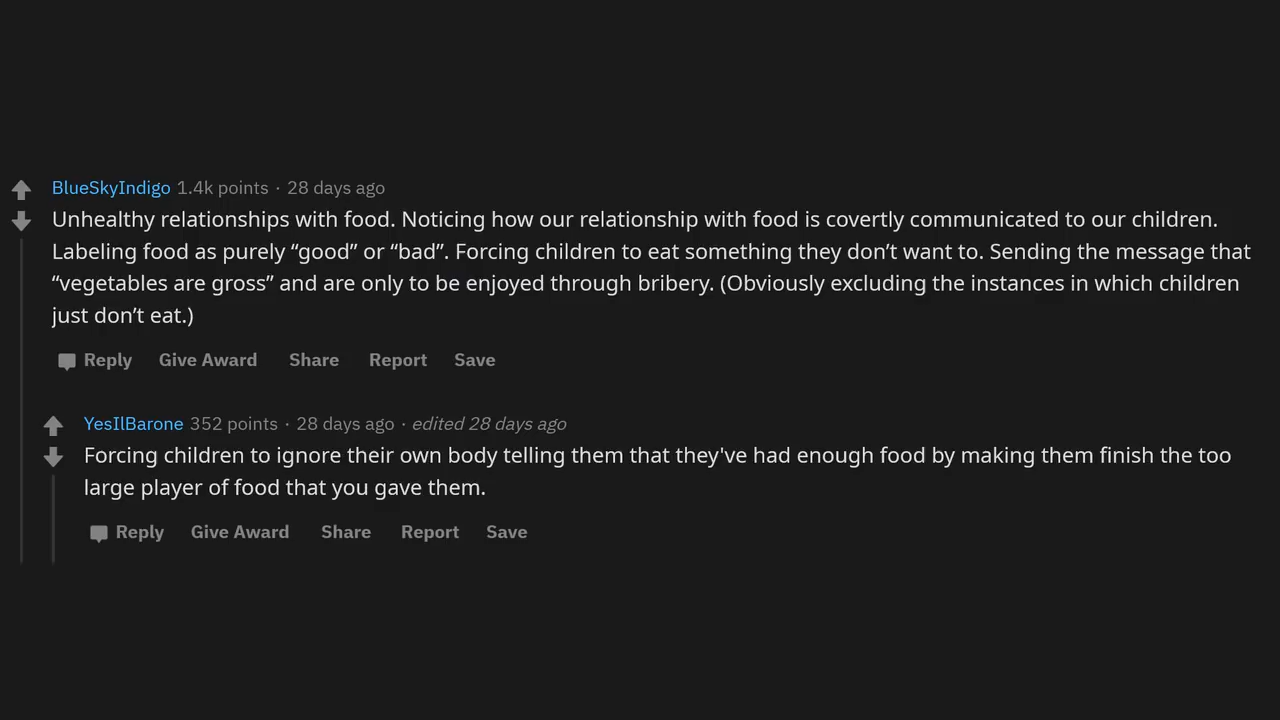 BlueSkyIndigo 1.4k points · 28 days ago
Unhealthy relationships with food. Noticing how our relationship with food is covertly communicated to our children.
Labeling food as purely “good” or “bad”. Forcing children to eat something they don’t want to. Sending the message that
“vegetables are gross” and are only to be enjoyed through bribery. (Obviously excluding the instances in which children
just don’t eat.)
Reply Give Award Share Report Save
YesIlBarone 352 points · 28 days ago · edited 28 days ago
Forcing children to ignore their own body telling them that they've had enough food by making them finish the too
large player of food that you gave them.
Reply Give Award Share Report Save